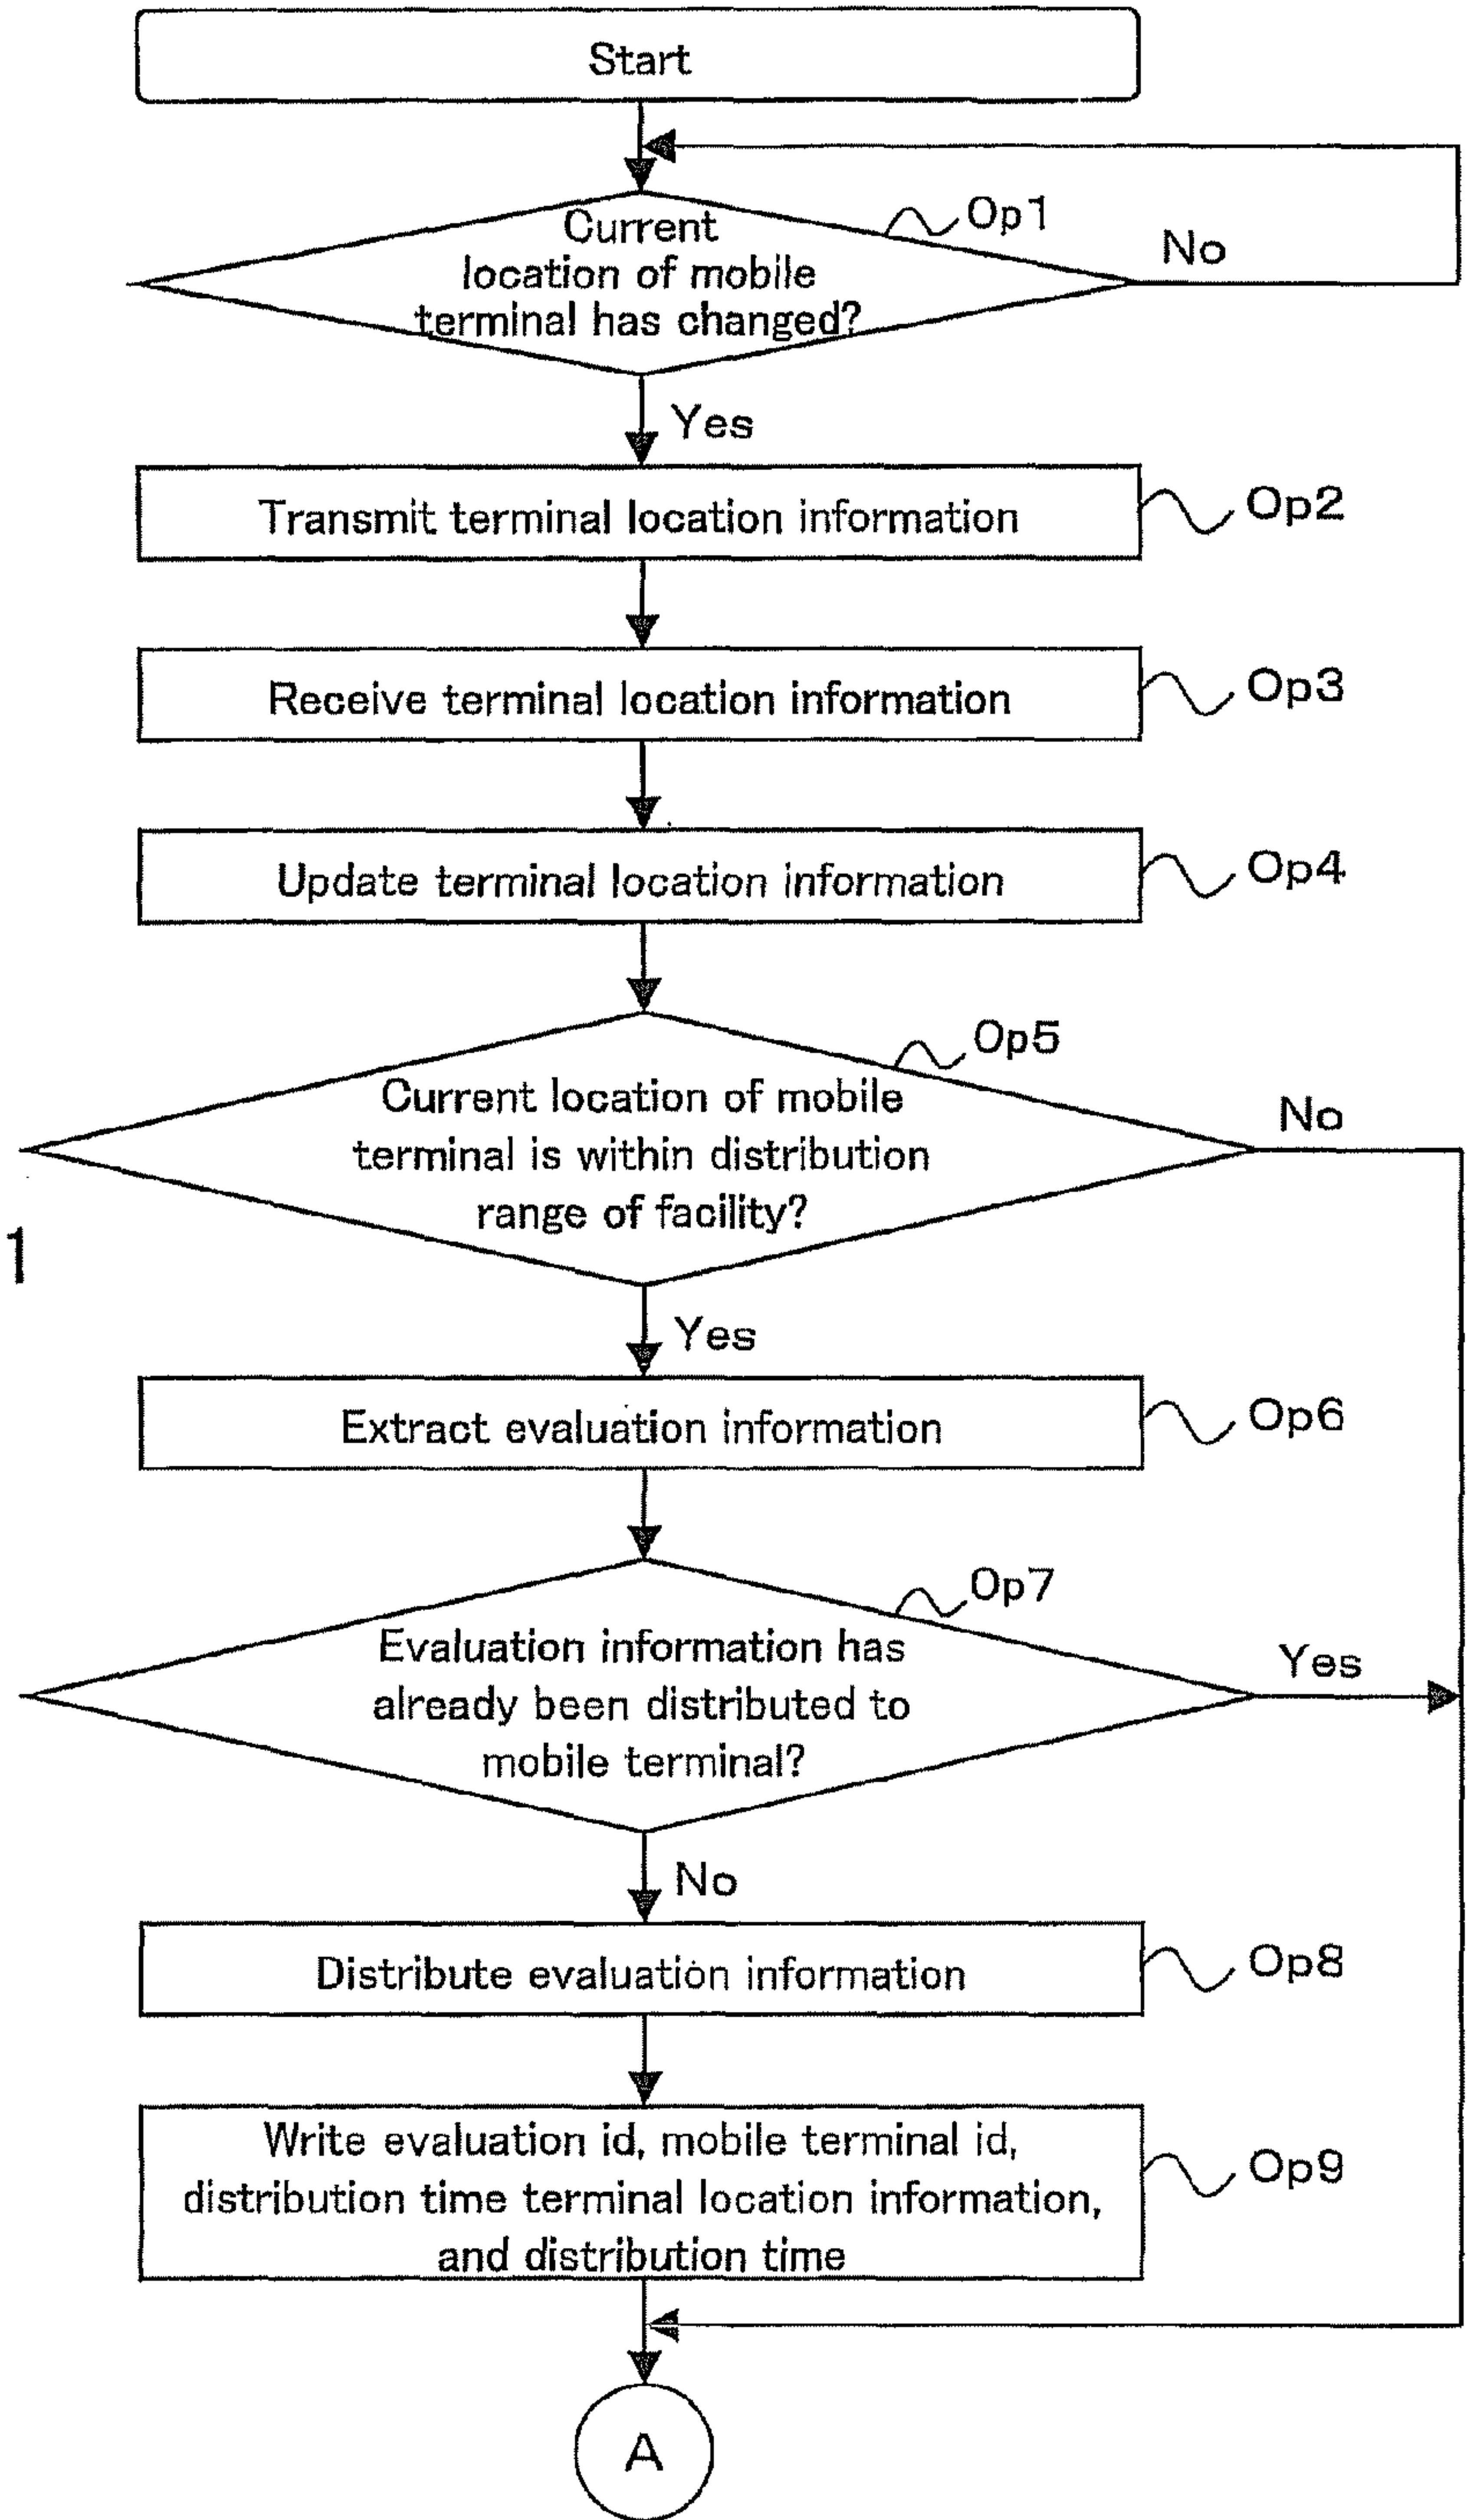 Start
Current
location of mobile
terminal has changed?
Op1
No
Yes
Transmit terminal location information
Op2
Receive terminal location information
Op3
Update terminal location information
Op4
Op5
Current location of mobile
terminal is within distribution
range of facility?
No
1
Yes
Extract evaluation information
Op6
Op7
Evaluation information has
already been distributed to
mobile terminal?
Yes
No
Distribute evaluation information
Op8
Write evaluation id, mobile terminal id,
distribution time terminal location information,
and distribution time
Op9
A